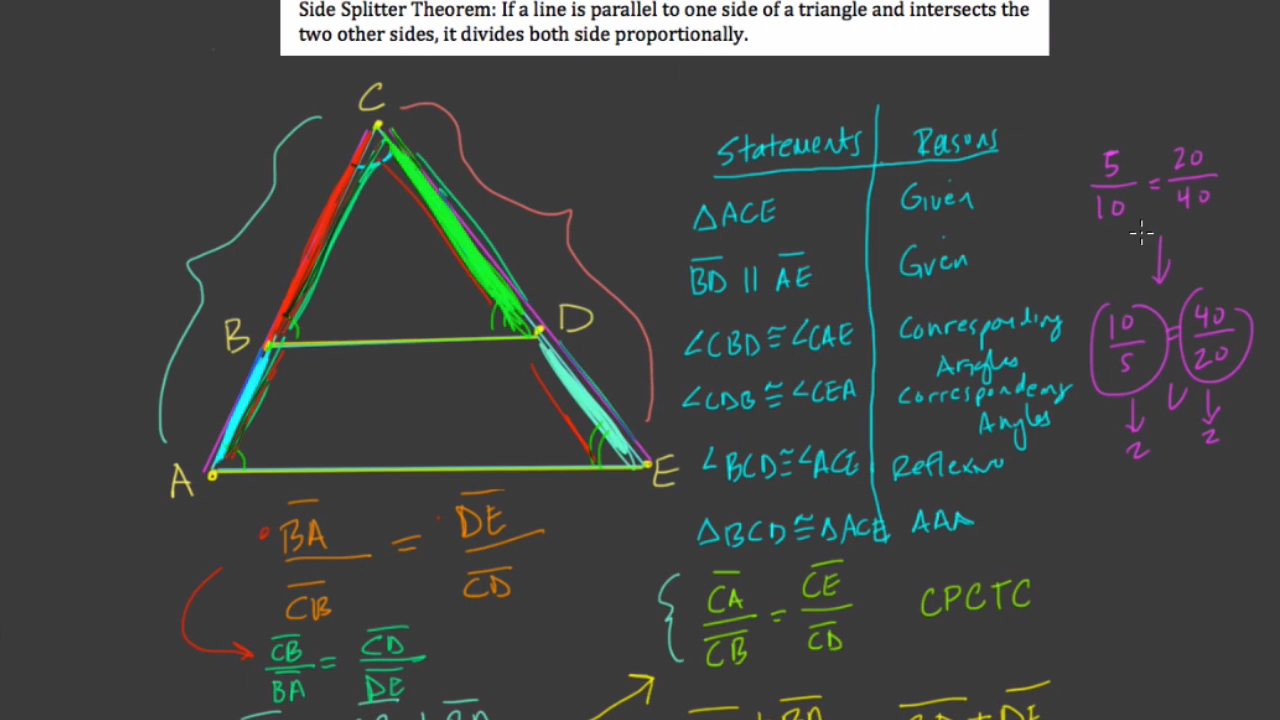 Side Splitter Theorem: If a line is parallel to one side of a triangle and intersects the
two other sides, it divides both side proportionally.
C
B
D
A
E
Statements Reasons
△ACE Given
BD || AE Given
∠CBD ≅ ∠CAE Corresponding
Angles
∠CDB ≅ ∠CEA Corresponding
Angles
∠BCD ≅ ∠ACE Reflexive
△BCD ≅ △ACE AAA
CA/CB = CE/CD CPCTC
5/10 = 20/40
10/5 = 40/20
2 2
BA/CB = DE/CD
CB/BA = CD/DE